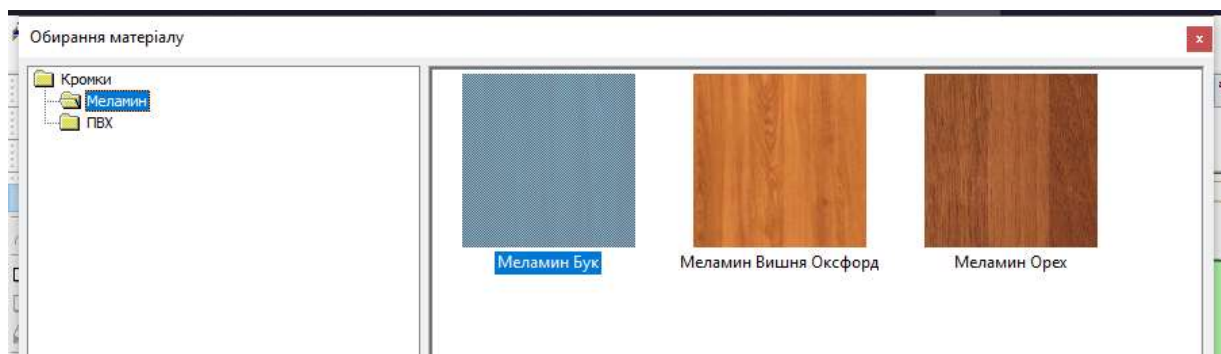 Обирання матеріалу
x
Кромки
Меламин
ПВХ
Меламин Бук
Меламин Вишня Оксфорд
Меламин Орех